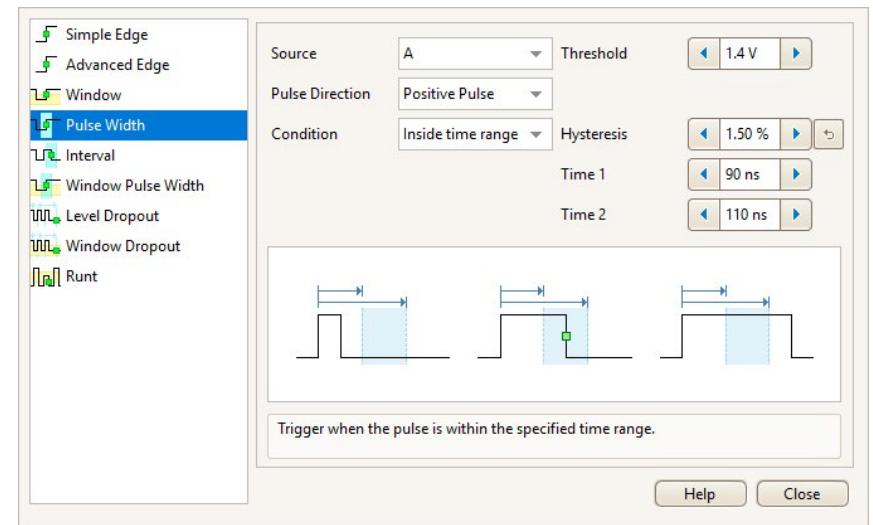 Simple Edge
Advanced Edge
Window
Pulse Width
Interval
Window Pulse Width
Level Dropout
Window Dropout
Runt
Source A Threshold 1.4 V
Pulse Direction Positive Pulse
Condition Inside time range Hysteresis 1.50 %
Time 1 90 ns
Time 2 110 ns
Trigger when the pulse is within the specified time range.
Help Close